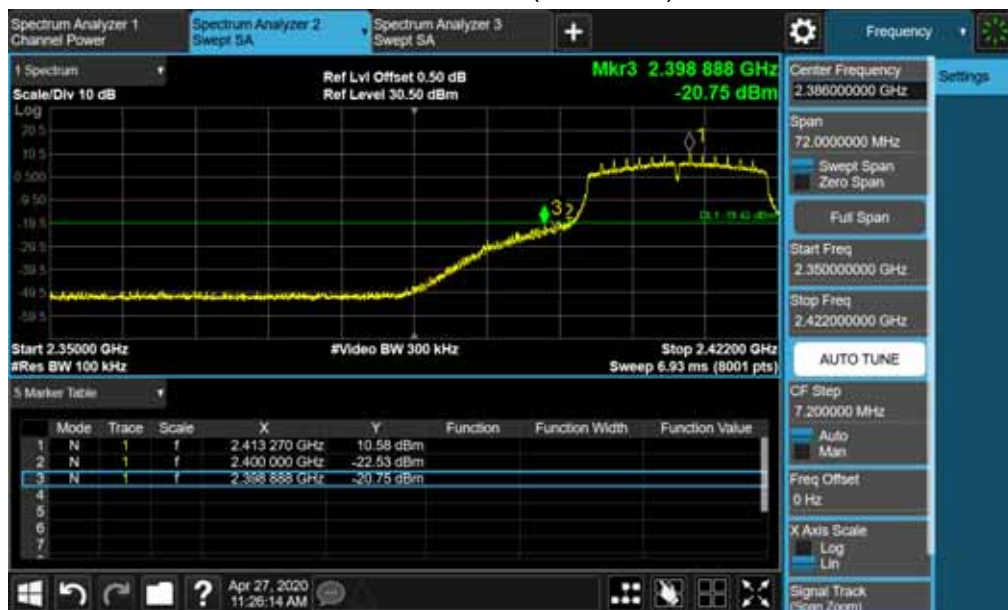 Spectrum Analyzer 1
Channel Power
Spectrum Analyzer 2
Swept SA
Spectrum Analyzer 3
Swept SA
+
Frequency
1 Spectrum
Scale/Div 10 dB
Ref Lvl Offset 0.50 dB
Ref Level 30.50 dBm
Mkr3 2.398 888 GHz
-20.75 dBm
Log
20.5
10.5
0.500
-9.50
-19.5
-29.5
-39.5
-49.5
-59.5
1
3
2
DL1 -19.42 dBm
Start 2.35000 GHz
#Video BW 300 kHz
Stop 2.42200 GHz
#Res BW 100 kHz
Sweep 6.93 ms (8001 pts)
5 Marker Table
Mode Trace Scale X Y Function Function Width Function Value
1 N 1 f 2.413 270 GHz 10.58 dBm
2 N 1 f 2.400 000 GHz -22.53 dBm
3 N 1 f 2.398 888 GHz -20.75 dBm
4
5
6
7
Center Frequency
2.386000000 GHz
Settings
Span
72.0000000 MHz
Swept Span
Zero Span
Full Span
Start Freq
2.350000000 GHz
Stop Freq
2.422000000 GHz
AUTO TUNE
CF Step
7.200000 MHz
Auto
Man
Freq Offset
0 Hz
X Axis Scale
Log
Lin
Signal Track
(Span Zoom)
?
Apr 27, 2020
11:26:14 AM